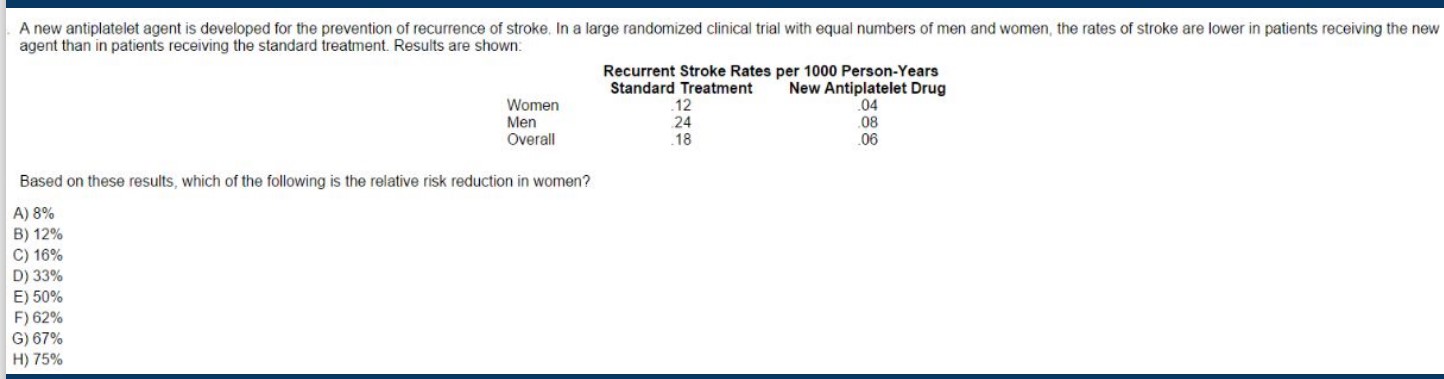 A new antiplatelet agent is developed for the prevention of recurrence of stroke. In a large randomized clinical trial with equal numbers of men and women, the rates of stroke are lower in patients receiving the new
agent than in patients receiving the standard treatment. Results are shown:
Recurrent Stroke Rates per 1000 Person-Years
Standard Treatment New Antiplatelet Drug
Women .12 .04
Men .24 .08
Overall .18 .06
Based on these results, which of the following is the relative risk reduction in women?
A) 8%
B) 12%
C) 16%
D) 33%
E) 50%
F) 62%
G) 67%
H) 75%